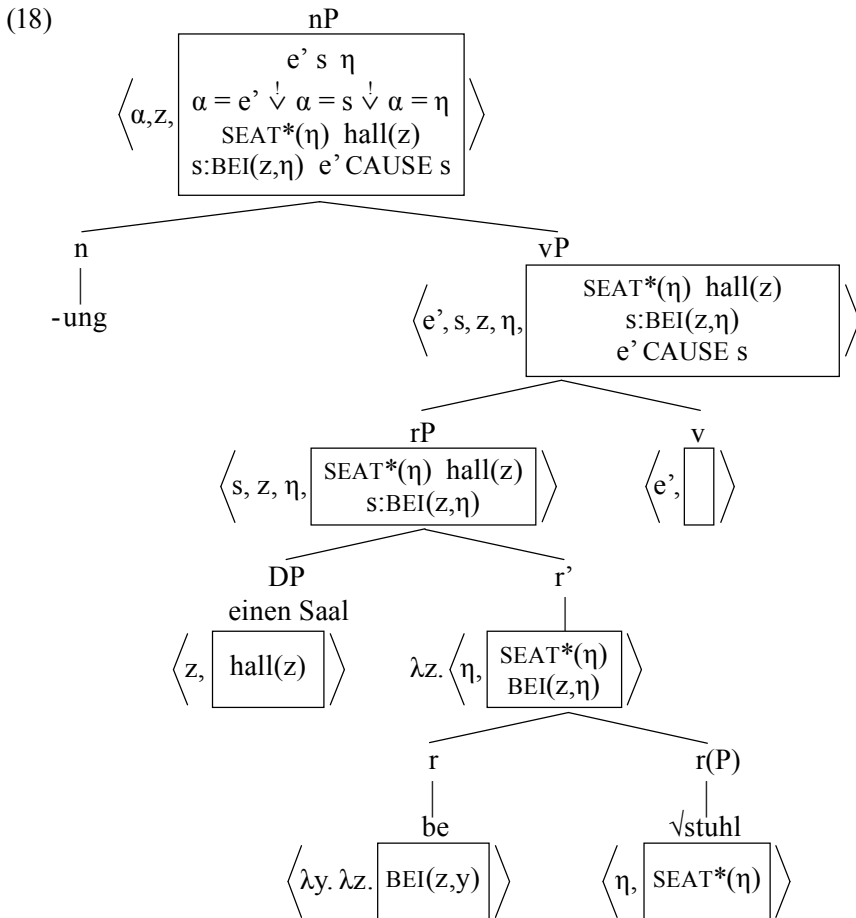 (18)
nP
e’ s η
⟨α,z, α = e’ ⩒ α = s ⩒ α = η
SEAT*(η) hall(z)
s:BEI(z,η) e’ CAUSE s ⟩
n vP
-ung
SEAT*(η) hall(z)
⟨e’, s, z, η, s:BEI(z,η) ⟩
e’ CAUSE s
rP v
⟨s, z, η, SEAT*(η) hall(z) ⟩ ⟨e’, ⟩
s:BEI(z,η)
DP r’
einen Saal
⟨z, hall(z) ⟩ λz. ⟨η, SEAT*(η) ⟩
BEI(z,η)
r r(P)
be √stuhl
⟨λy. λz. BEI(z,y) ⟩ ⟨η, SEAT*(η) ⟩